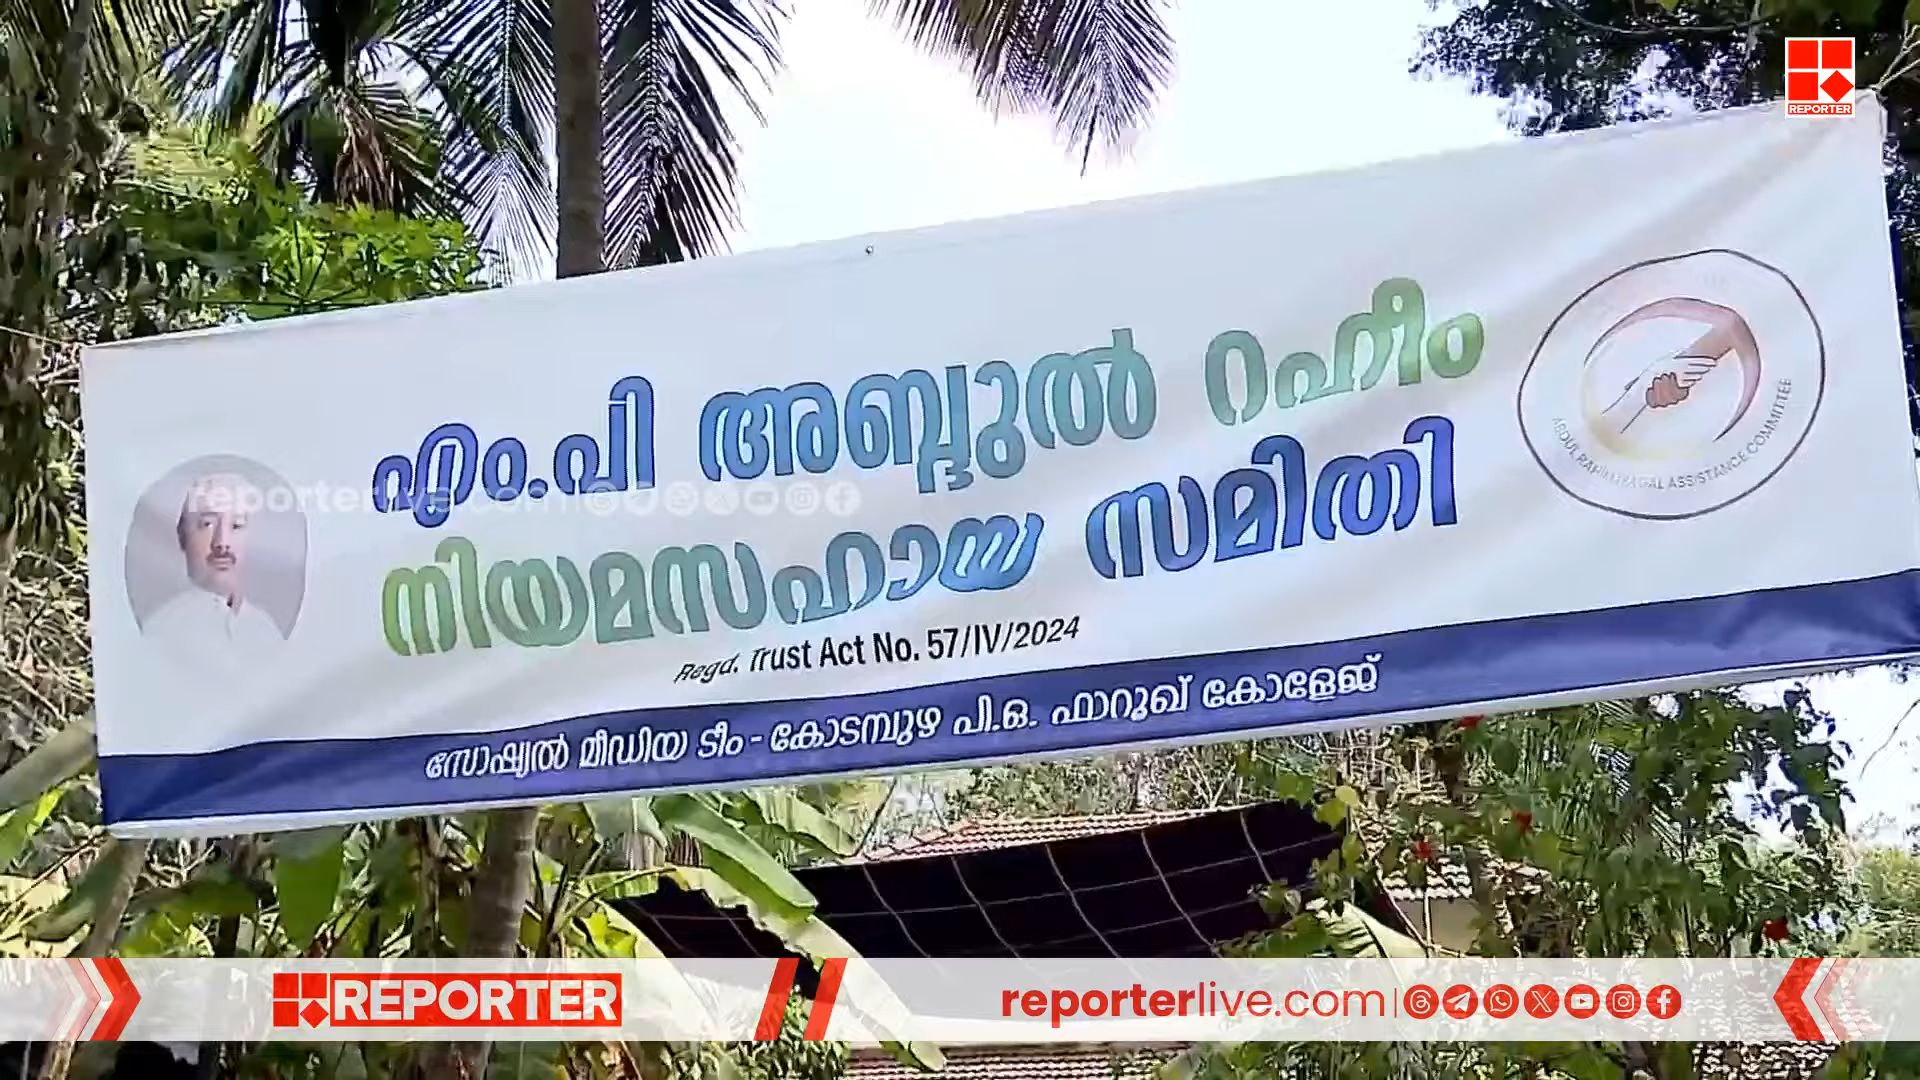 REPORTER
എം.പി അബ്ദുൽ റഹീം
നിയമസഹായ സമിതി
Regd. Trust Act No. 57/IV/2024
സോഷ്യൽ മീഡിയ ടീം - കോടമ്പുഴ പി.ഒ. ഫാറൂഖ് കോളേജ്
ABDUL RAHIM LEGAL ASSISTANCE COMMITTEE
reporterlive.com
REPORTER
reporterlive.com